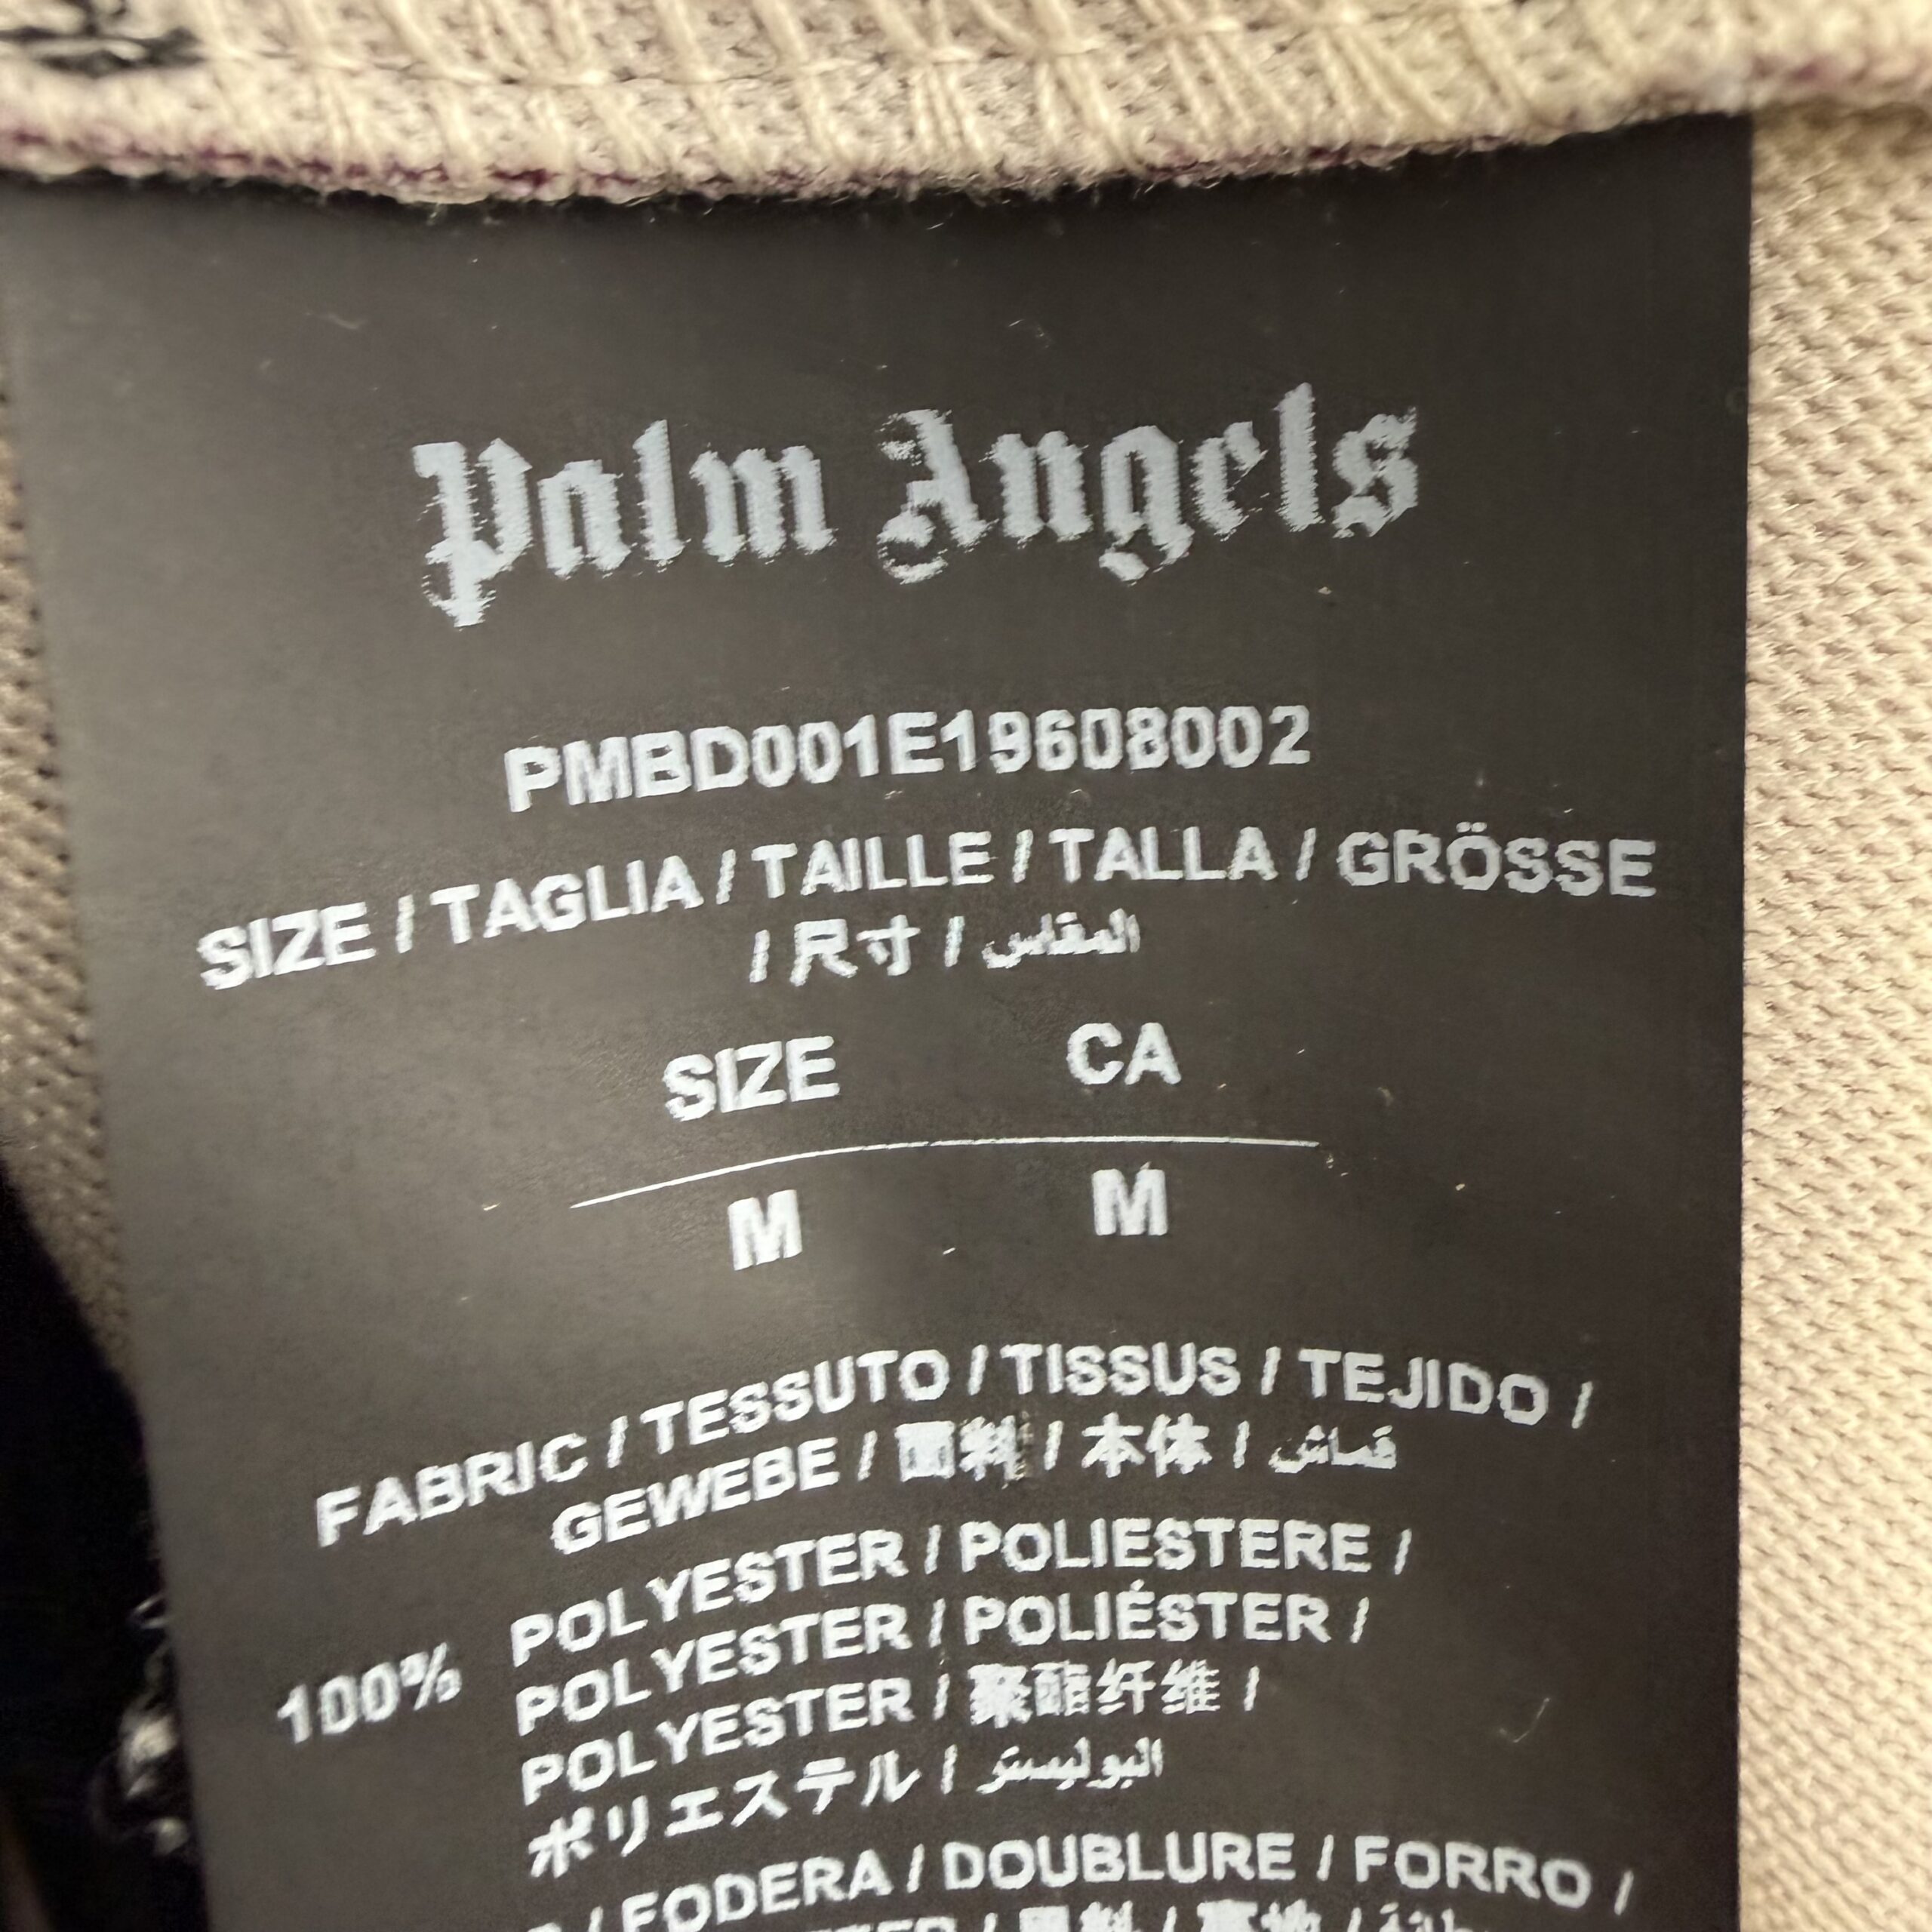 Palm Angels
PMBD001E19608002
SIZE / TAGLIA / TAILLE / TALLA / GRÖSSE
/ 尺寸 / المقاس
SIZE CA
M M
FABRIC / TESSUTO / TISSUS / TEJIDO /
GEWEBE / 面料 / 本体 / قماش
100% POLYESTER / POLIESTERE /
POLYESTER / POLIÉSTER /
POLYESTER / 聚酯纤维 /
ポリエステル / البوليستر
/ FODERA / DOUBLURE / FORRO /